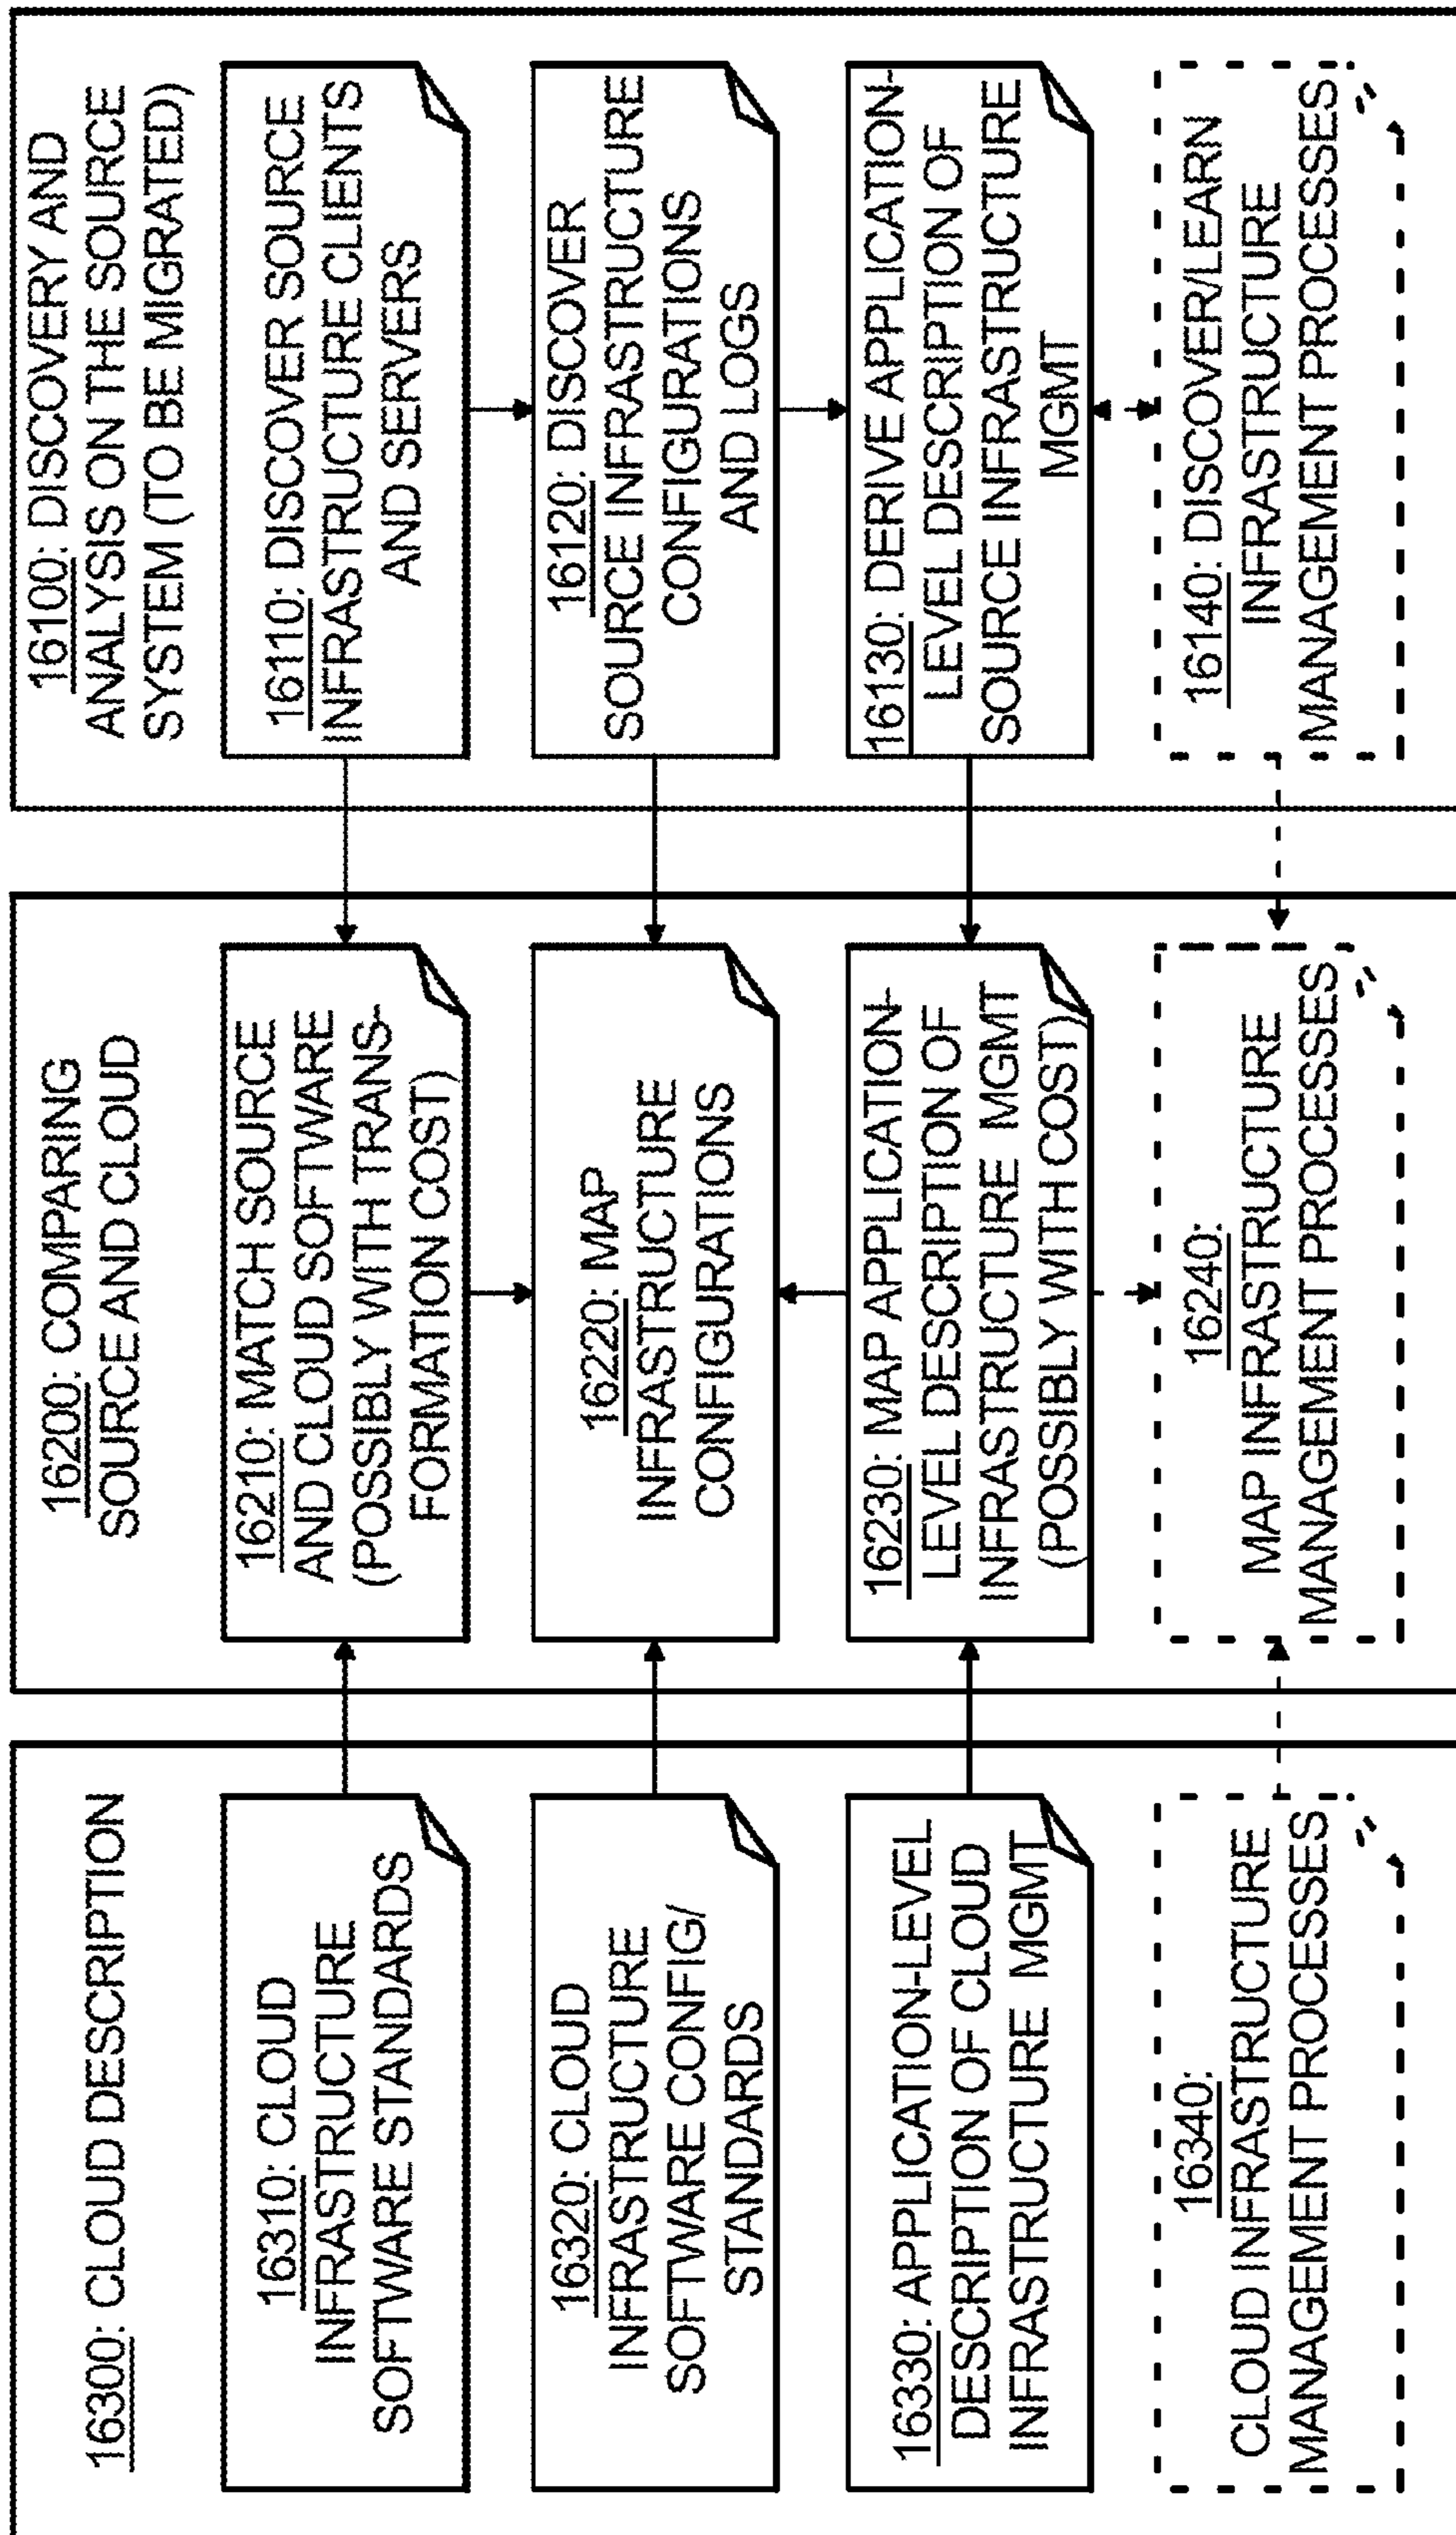 16300: CLOUD DESCRIPTION
16310: CLOUD
INFRASTRUCTURE
SOFTWARE STANDARDS
16320: CLOUD
INFRASTRUCTURE
SOFTWARE CONFIG/
STANDARDS
16330: APPLICATION-LEVEL
DESCRIPTION OF CLOUD
INFRASTRUCTURE MGMT
16340:
CLOUD INFRASTRUCTURE
MANAGEMENT PROCESSES
16200: COMPARING
SOURCE AND CLOUD
16210: MATCH SOURCE
AND CLOUD SOFTWARE
(POSSIBLY WITH TRANS-
FORMATION COST)
16220: MAP
INFRASTRUCTURE
CONFIGURATIONS
16230: MAP APPLICATION-
LEVEL DESCRIPTION OF
INFRASTRUCTURE MGMT
(POSSIBLY WITH COST)
16240:
MAP INFRASTRUCTURE
MANAGEMENT PROCESSES
16100: DISCOVERY AND
ANALYSIS ON THE SOURCE
SYSTEM (TO BE MIGRATED)
16110: DISCOVER SOURCE
INFRASTRUCTURE CLIENTS
AND SERVERS
16120: DISCOVER
SOURCE INFRASTRUCTURE
CONFIGURATIONS
AND LOGS
16130: DERIVE APPLICATION-
LEVEL DESCRIPTION OF
SOURCE INFRASTRUCTURE
MGMT
16140: DISCOVER/LEARN
INFRASTRUCTURE
MANAGEMENT PROCESSES